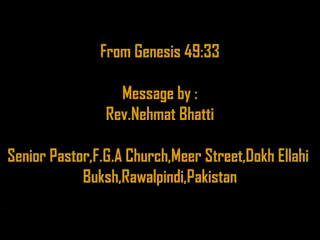 From Genesis 49:33
Message by :
Rev.Nehmat Bhatti
Senior Pastor,F.G.A Church,Meer Street,Dokh Ellahi
Buksh,Rawalpindi,Pakistan